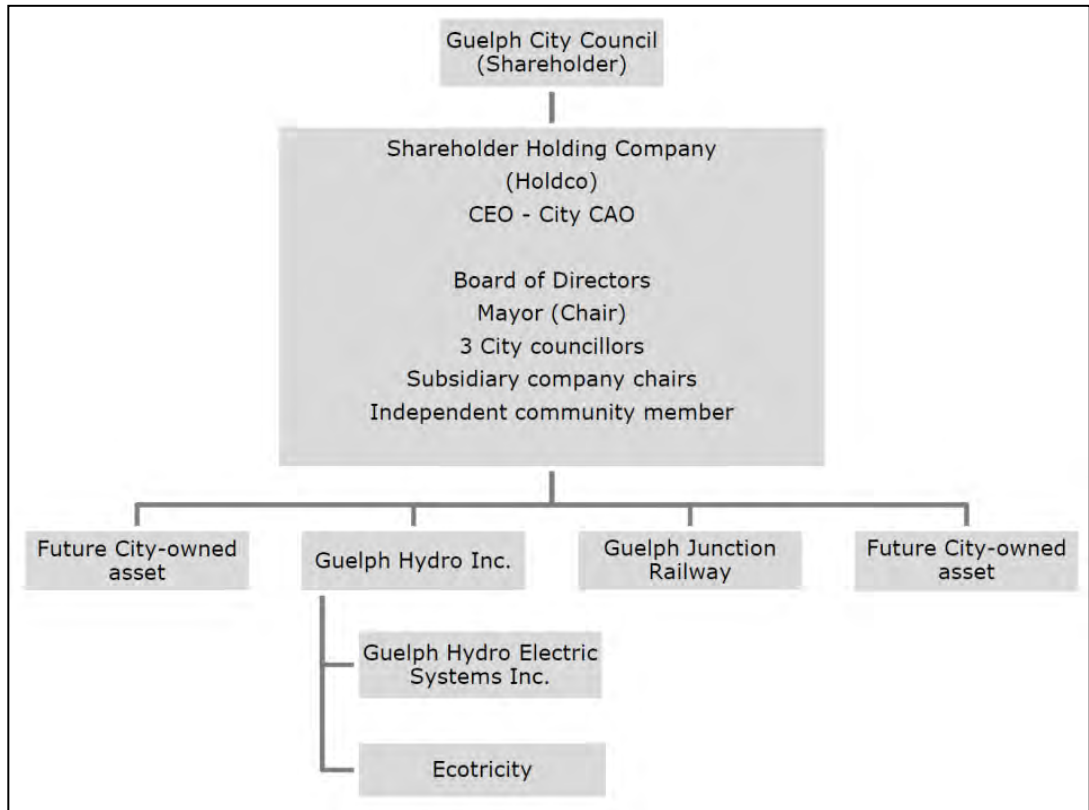 Guelph City Council
(Shareholder)
Shareholder Holding Company
(Holdco)
CEO - City CAO
Board of Directors
Mayor (Chair)
3 City councillors
Subsidiary company chairs
Independent community member
Future City-owned
asset
Guelph Hydro Inc.
Guelph Junction
Railway
Future City-owned
asset
Guelph Hydro Electric
Systems Inc.
Ecotricity